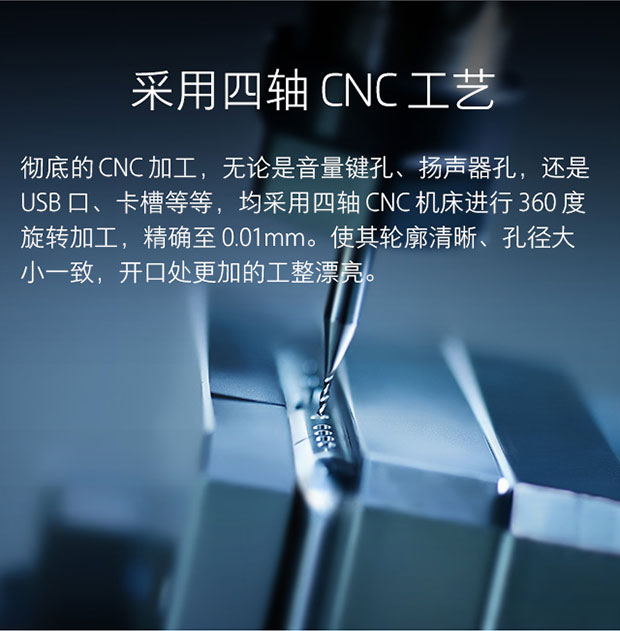 采用四轴 CNC 工艺
彻底的 CNC 加工，无论是音量键孔、扬声器孔，还是
USB 口、卡槽等等，均采用四轴 CNC 机床进行 360 度
旋转加工，精确至 0.01mm。使其轮廓清晰、孔径大
小一致，开口处更加的工整漂亮。